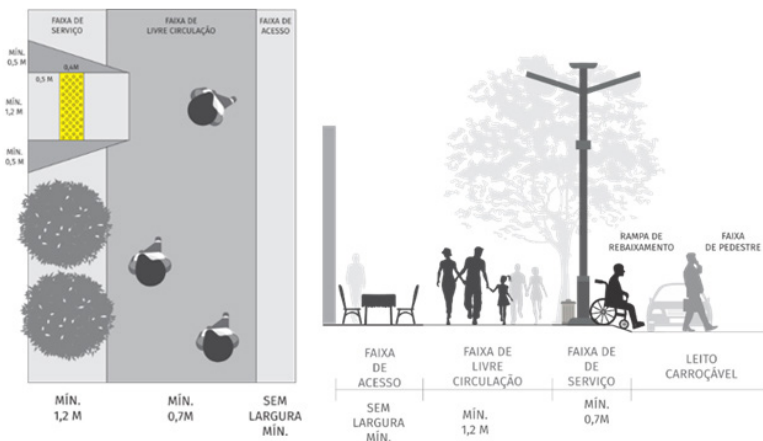 FAIXA DE
SERVIÇO
FAIXA DE
LIVRE CIRCULAÇÃO
FAIXA DE
ACESSO
MÍN.
0,5 M
0,4M
0,5 M
MÍN.
1,2 M
MÍN.
0,5 M
MÍN.
1,2 M
MÍN.
0,7M
SEM
LARGURA
MÍN.
RAMPA DE
REBAIXAMENTO
FAIXA
DE PEDESTRE
FAIXA
DE
ACESSO
FAIXA DE
LIVRE
CIRCULAÇÃO
FAIXA DE
DE
SERVIÇO
LEITO
CARROÇÁVEL
SEM
LARGURA
MÍN.
MÍN.
1,2 M
MÍN.
0,7M